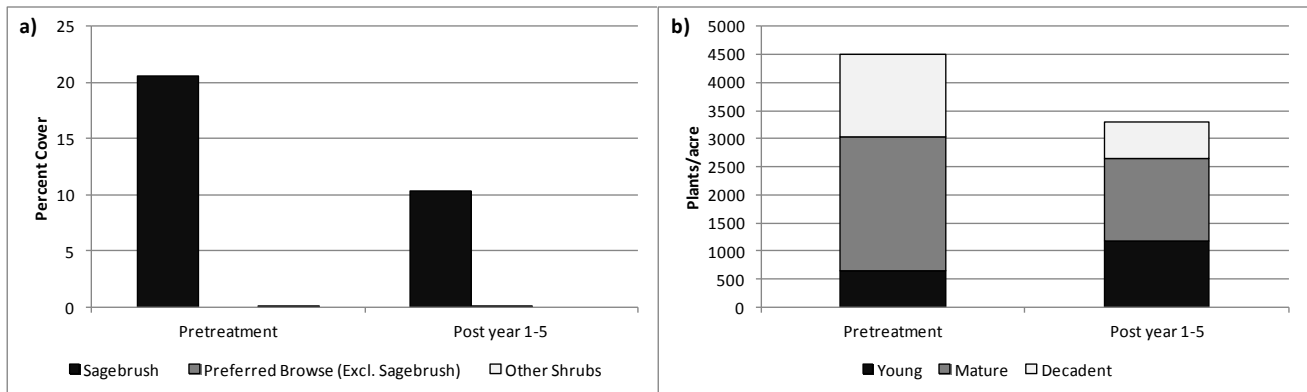 a)
25
20
15
10
5
0
Percent Cover
Pretreatment Post year 1-5
Sagebrush Preferred Browse (Excl. Sagebrush) Other Shrubs
b)
5000
4500
4000
3500
3000
2500
2000
1500
1000
500
0
Plants/acre
Pretreatment Post year 1-5
Young Mature Decadent